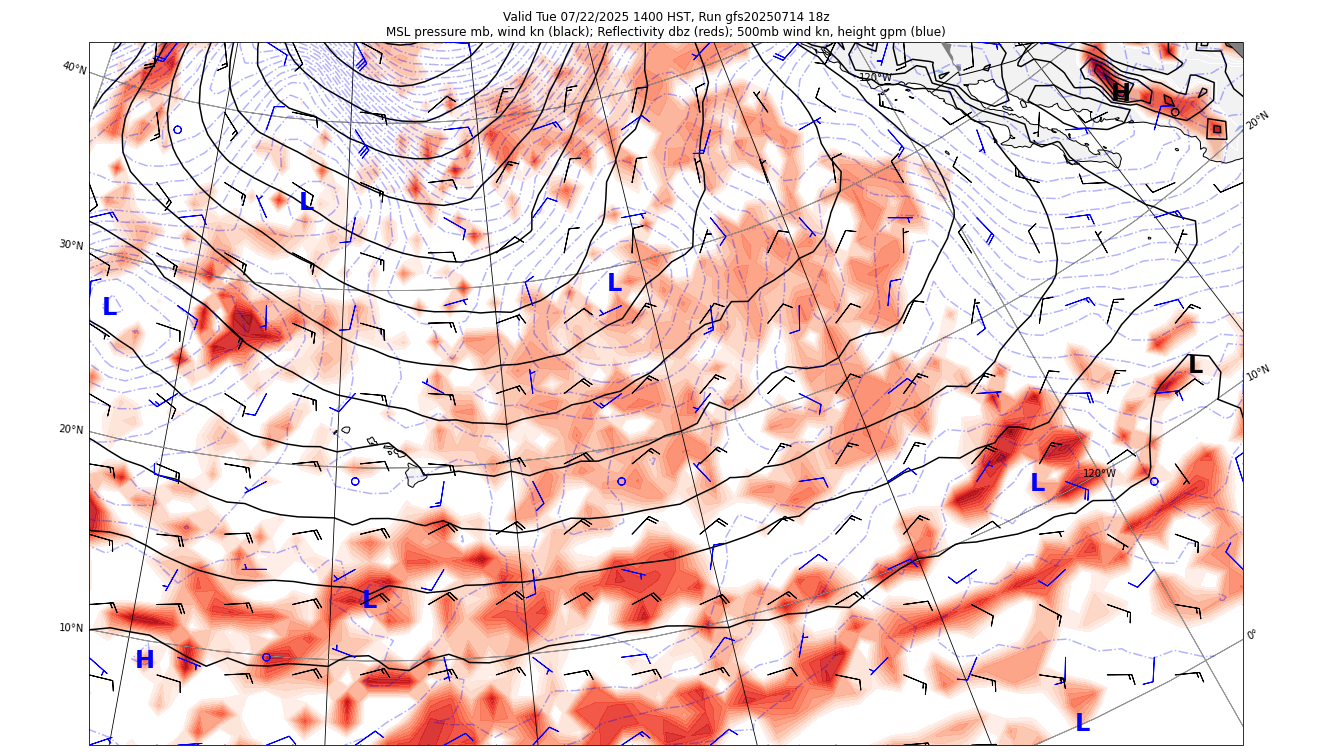 Valid Tue 07/22/2025 1400 HST, Run gfs20250714 18z
MSL pressure mb, wind kn (black); Reflectivity dbz (reds); 500mb wind kn, height gpm (blue)
40°N
120°W
H
20°N
L
30°N
L
L
L
10°N
20°N
120°W
L
L
10°N
0°
H
L